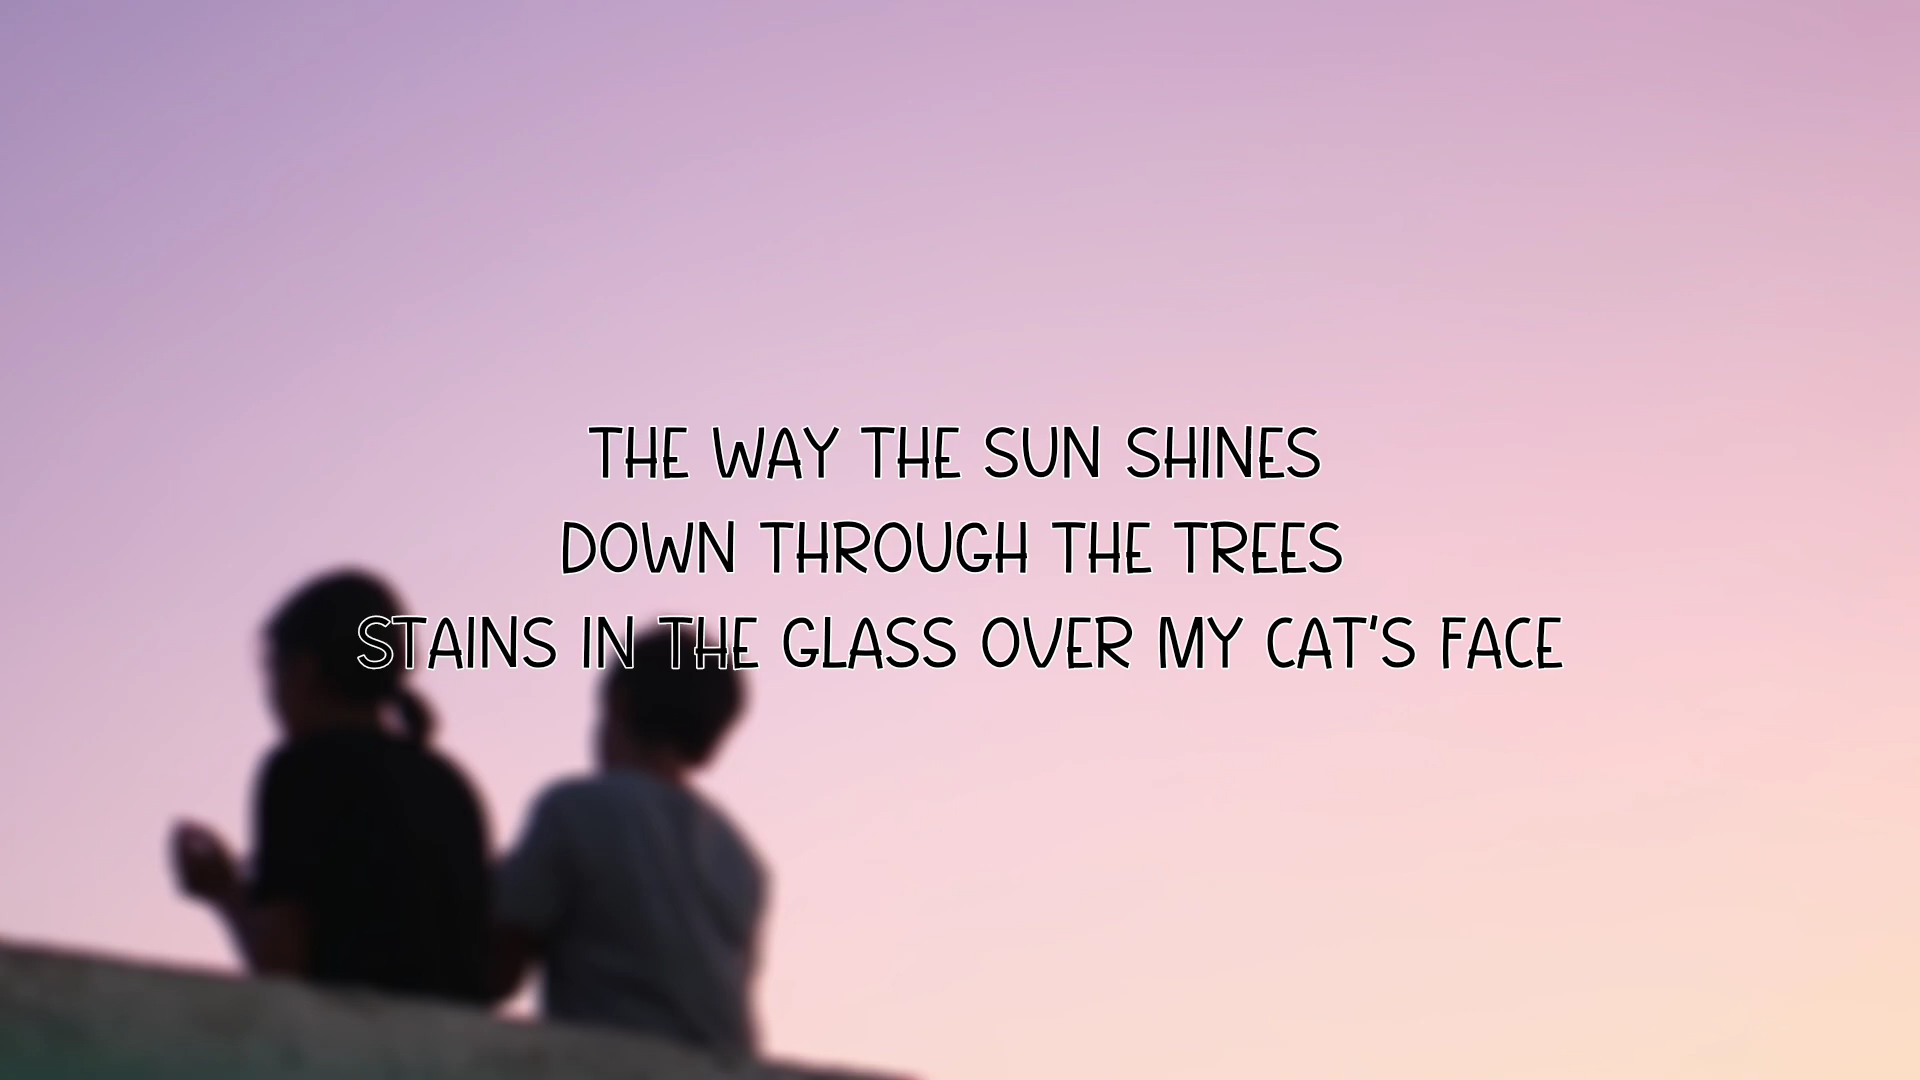 THE WAY THE SUN SHINES
DOWN THROUGH THE TREES
STAINS IN THE GLASS OVER MY CAT'S FACE